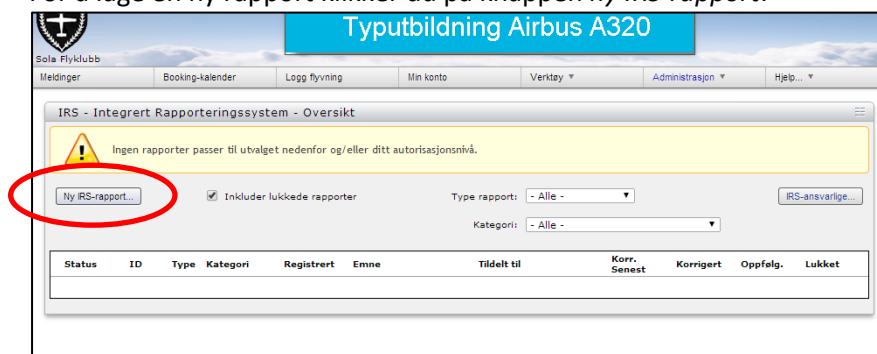 For å lage en ny rapport klikker du på knappen ny IRS-rapport.
Typutbildning Airbus A320
Sola Flyklubb
Meldinger Booking-kalender Logg flyvning Min konto Verktøy Administrasjon Hjelp...
IRS - Integrert Rapporteringssystem - Oversikt
Ingen rapporter passer til utvalget nedenfor og/eller ditt autorisasjonsnivå.
Ny IRS-rapport... Inkluder lukkede rapporter Type rapport: - Alle - IRS-ansvarlige...
Kategori: - Alle -
Status ID Type Kategori Registrert Emne Tildelt til Korr. Senest Korrigert Oppfølg. Lukket